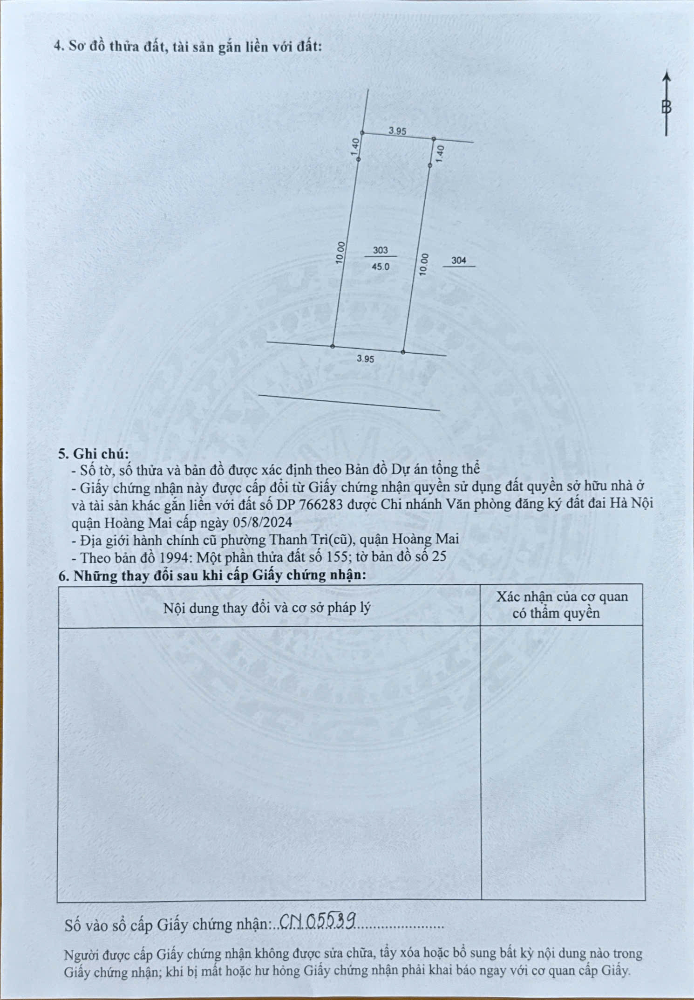 4. Sơ đồ thửa đất, tài sản gắn liền với đất:
B
3.95
1.40
1.40
10.00
303
45.0
10.00
304
3.95
5. Ghi chú:
- Số tờ, số thửa và bản đồ được xác định theo Bản đồ Dự án tổng thể
- Giấy chứng nhận này được cấp đổi từ Giấy chứng nhận quyền sử dụng đất quyền sở hữu nhà ở
và tài sản khác gắn liền với đất số DP 766283 được Chi nhánh Văn phòng đăng ký đất đai Hà Nội
quận Hoàng Mai cấp ngày 05/8/2024
- Địa giới hành chính cũ phường Thanh Trì(cũ), quận Hoàng Mai
- Theo bản đồ 1994: Một phần thửa đất số 155; tờ bản đồ số 25
6. Những thay đổi sau khi cấp Giấy chứng nhận:
Nội dung thay đổi và cơ sở pháp lý
Xác nhận của cơ quan
có thẩm quyền
Số vào sổ cấp Giấy chứng nhận:..CN.05539......................
Người được cấp Giấy chứng nhận không được sửa chữa, tẩy xóa hoặc bổ sung bất kỳ nội dung nào trong
Giấy chứng nhận; khi bị mất hoặc hư hỏng Giấy chứng nhận phải khai báo ngay với cơ quan cấp Giấy.